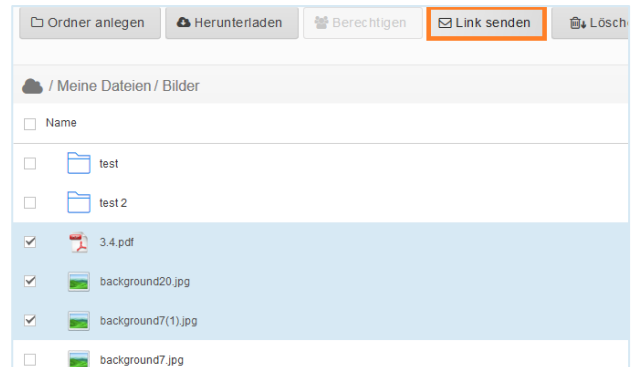 Ordner anlegen Herunterladen Berechtigen Link senden Lösch
/ Meine Dateien / Bilder
Name
test
test 2
3.4.pdf
background20.jpg
background7(1).jpg
background7.jpg